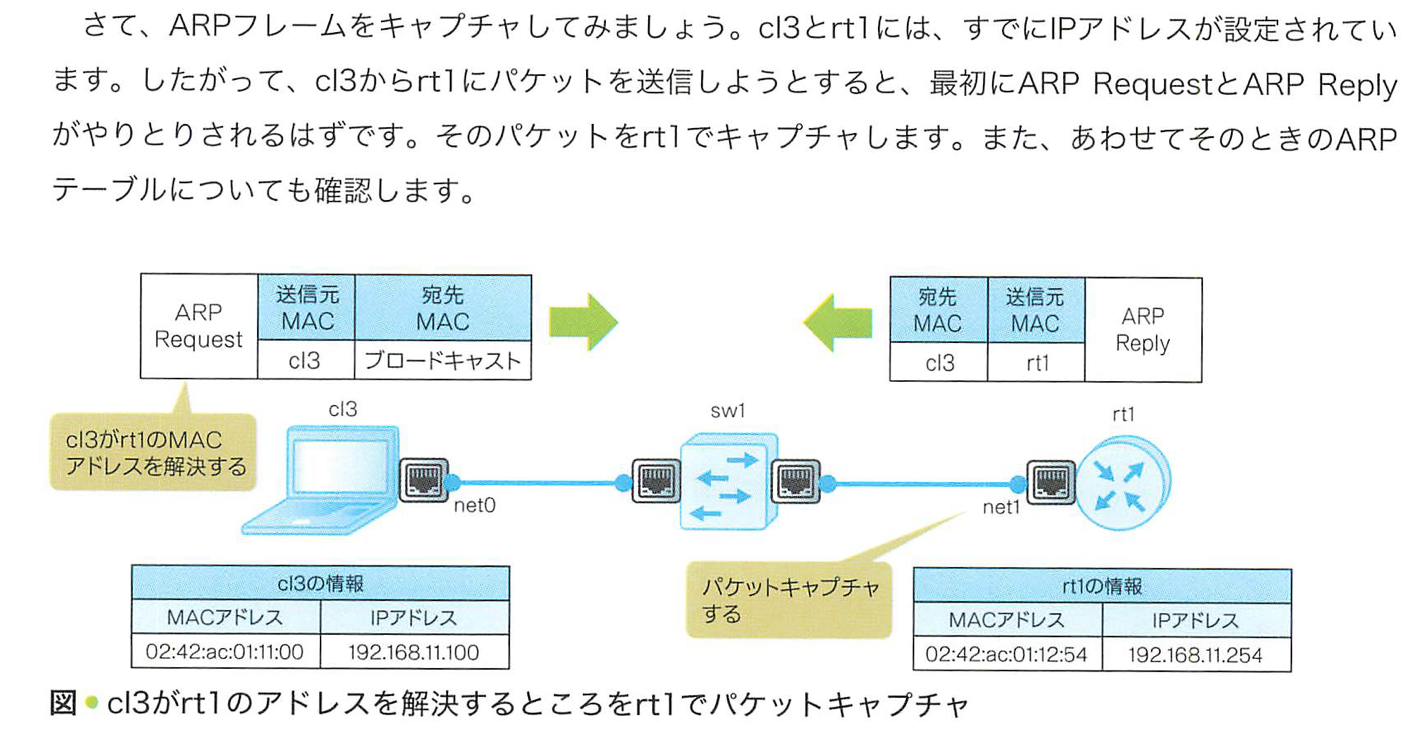 さて、ARPフレームをキャプチャしてみましょう。cl3とrt1には、すでにIPアドレスが設定されてい
ます。したがって、cl3からrt1にパケットを送信しようとすると、最初にARP RequestとARP Reply
がやりとりされるはずです。そのパケットをrt1でキャプチャします。また、あわせてそのときのARP
テーブルについても確認します。
ARP
Request
送信元
MAC
宛先
MAC
cl3
ブロードキャスト
宛先
MAC
送信元
MAC
cl3
rt1
ARP
Reply
cl3がrt1のMAC
アドレスを解決する
cl3
sw1
rt1
net0
net1
パケットキャプチャ
する
cl3の情報
MACアドレス
IPアドレス
02:42:ac:01:11:00
192.168.11.100
rt1の情報
MACアドレス
IPアドレス
02:42:ac:01:12:54
192.168.11.254
図●cl3がrt1のアドレスを解決するところをrt1でパケットキャプチャ